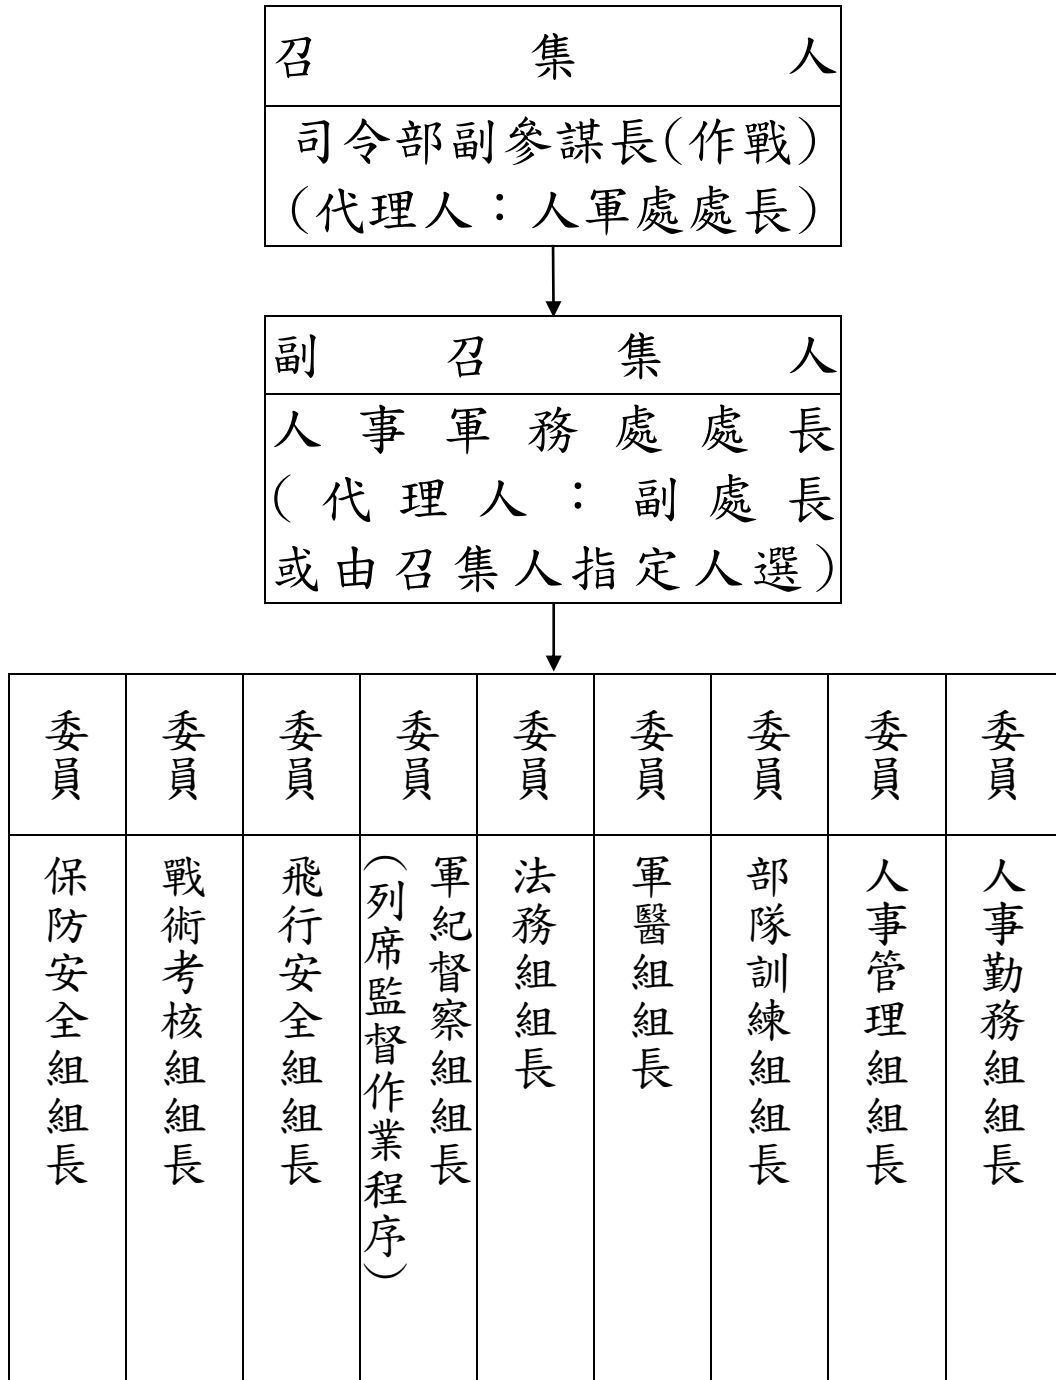 召集人
司令部副參謀長(作戰)
(代理人：人軍處處長)
副召集人
人事軍務處處長
(代理人：副處長
或由召集人指定人選)
委員
人事勤務組組長
委員
人事管理組組長
委員
部隊訓練組組長
委員
軍醫組組長
委員
法務組組長
委員
軍紀督察組組長
(列席監督作業程序)
委員
飛行安全組組長
委員
戰術考核組組長
委員
保防安全組組長